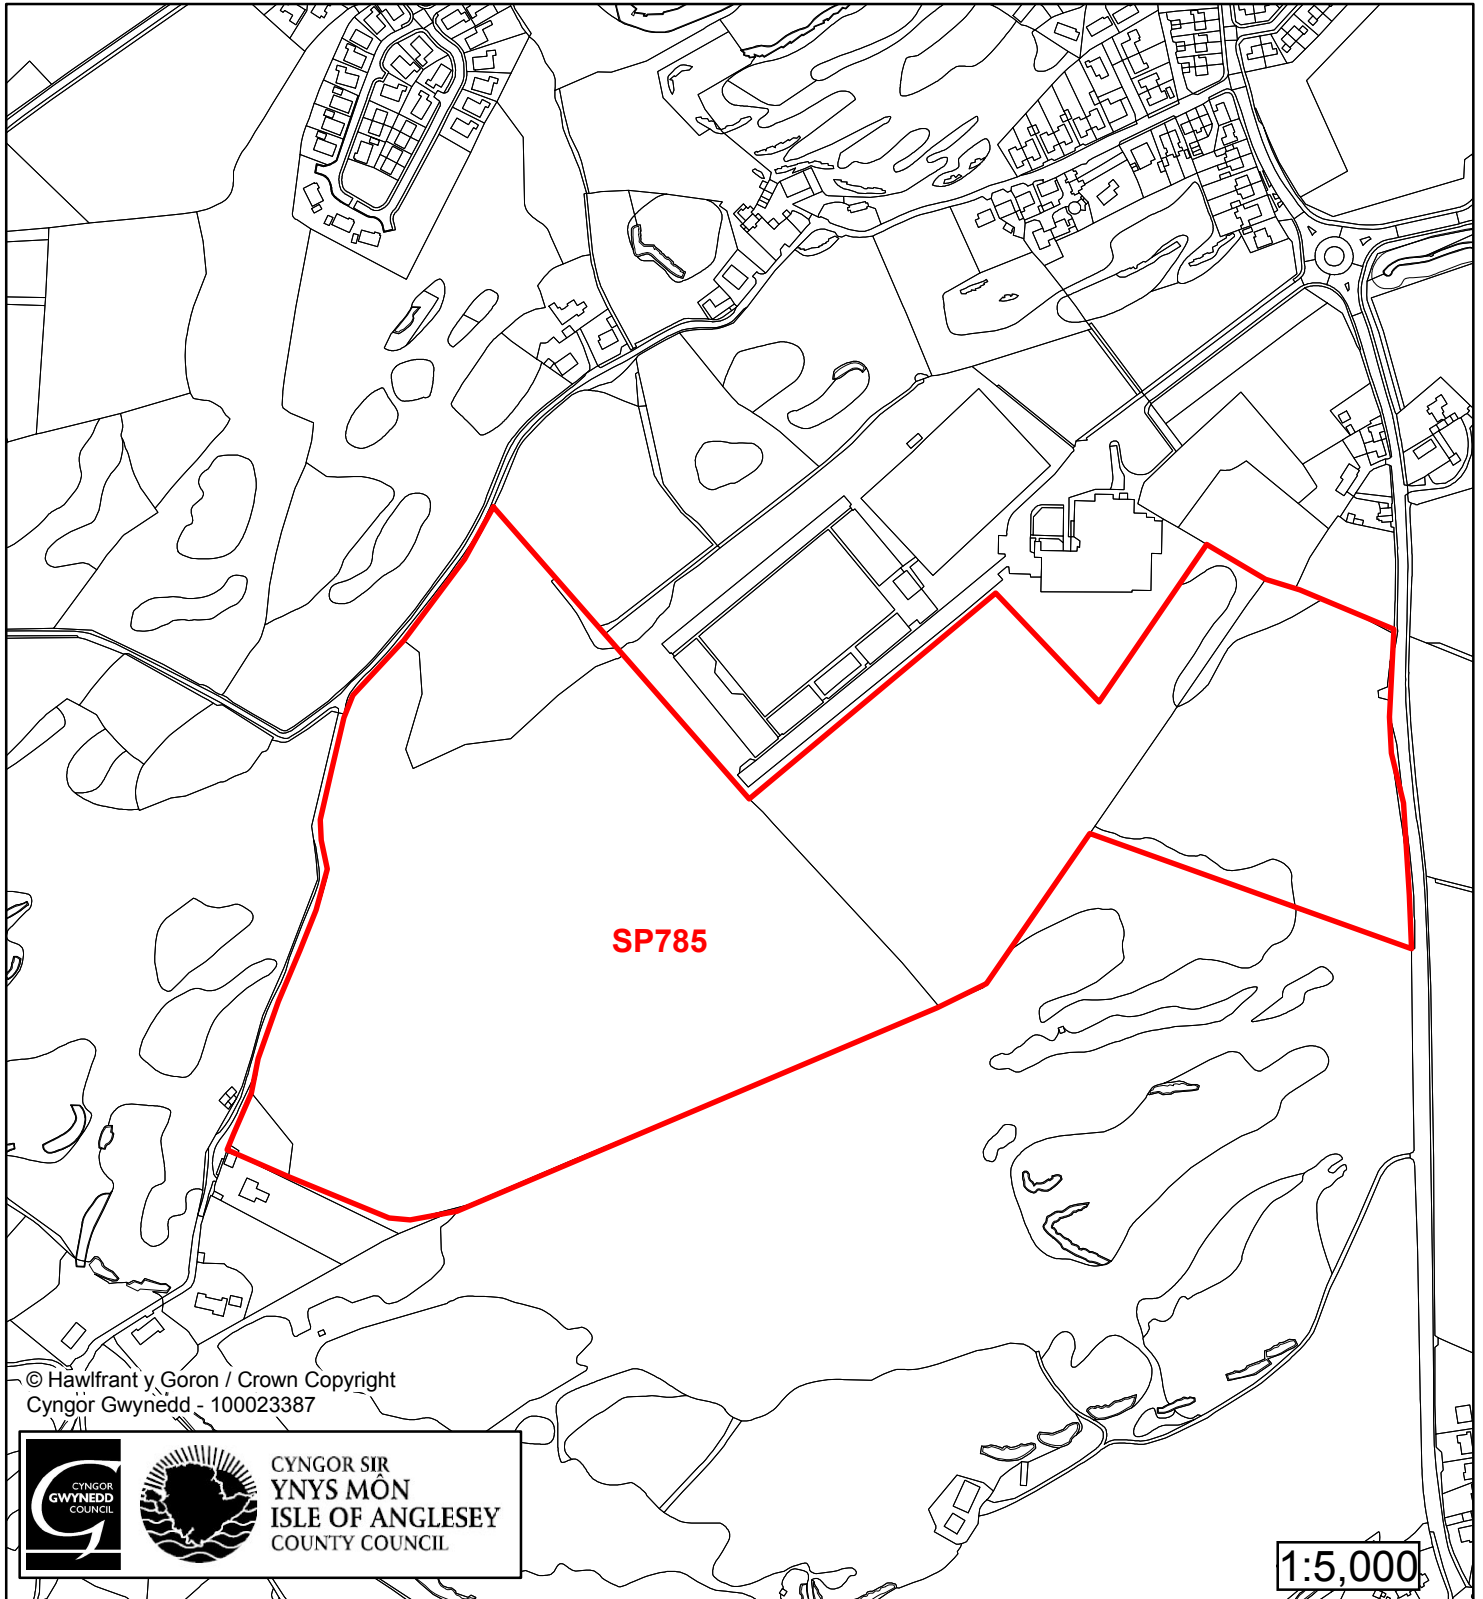 SP785
© Hawlfrant y Goron / Crown Copyright
Cyngor Gwynedd - 100023387
CYNGOR
GWYNEDD
COUNCIL
CYNGOR SIR
YNYS MÔN
ISLE OF ANGLESEY
COUNTY COUNCIL
1:5,000